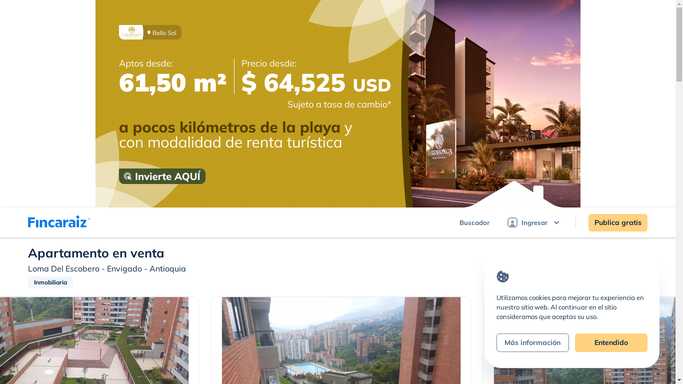 Bello Sol
Aptos desde:
61,50 m²
Precio desde:
$ 64,525 USD
Sujeto a tasa de cambio*
a pocos kilómetros de la playa y
con modalidad de renta turística
Invierte AQUÍ
Fincaraiz
Buscador
Ingresar
Publica gratis
Apartamento en venta
Loma Del Escobero - Envigado - Antioquia
Inmobiliaria
Utilizamos cookies para mejorar tu experiencia en
nuestro sitio web. Al continuar en el sitio
consideramos que aceptas su uso.
Más información
Entendido